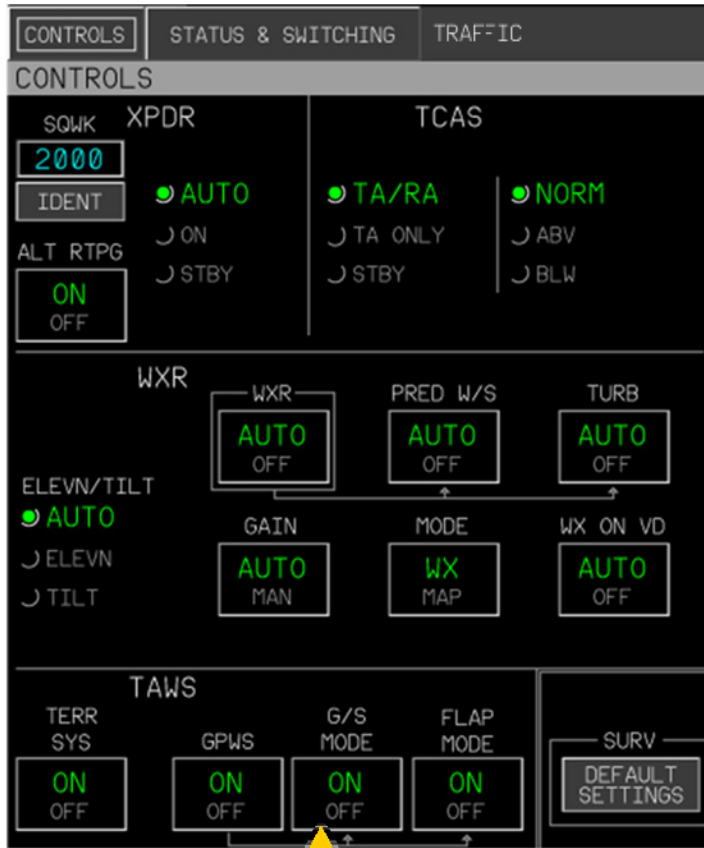 CONTROLS STATUS & SWITCHING TRAFFIC
CONTROLS
SQWK XPDR TCAS
2000
IDENT AUTO TA/RA NORM
ON TA ONLY ABV
ALT RTPG STBY STBY BLW
ON
OFF
WXR
WXR PRED W/S TURB
AUTO AUTO AUTO
OFF OFF OFF
ELEVN/TILT
AUTO GAIN MODE WX ON VD
ELEVN AUTO WX AUTO
TILT MAN MAP OFF
TAWS
TERR G/S FLAP
SYS GPWS MODE MODE SURV
ON ON ON ON DEFAULT
OFF OFF OFF OFF SETTINGS